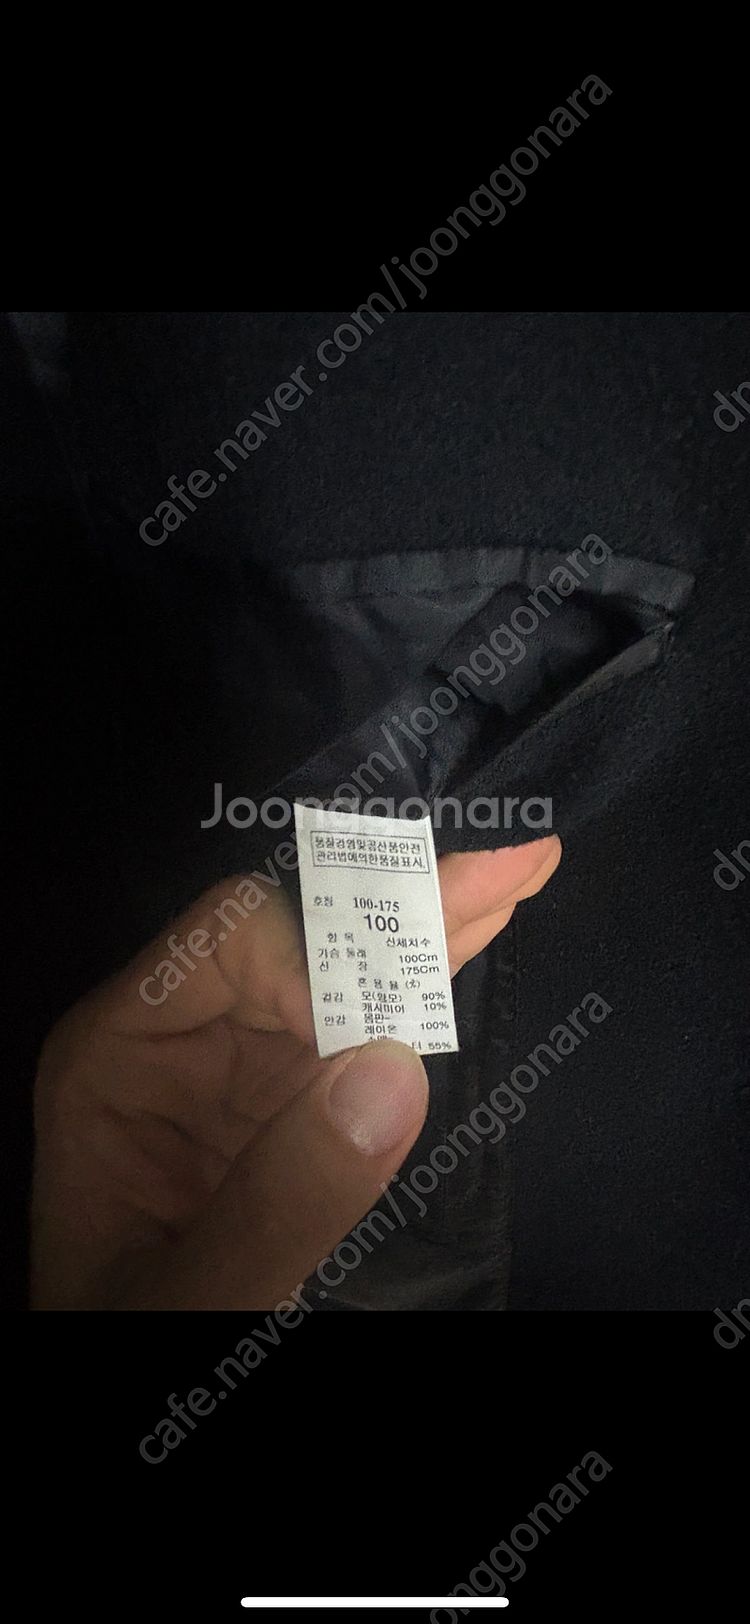 cafe.naver.com/joonggonara
cafe.naver.com/joonggonara
Joonggonara
품질경영및공산품안전
관리법에의한품질표시.
호칭 100-175
100
항 목 신체치수
가슴 둘레 100Cm
신 장 175Cm
혼 용 율 (%)
겉감 모(양모) 90%
캐시미어 10%
안감 몸판-
레이온 100%
터 55%
cafe.naver.com/joonggonara
cafe.naver.com/joonggonara